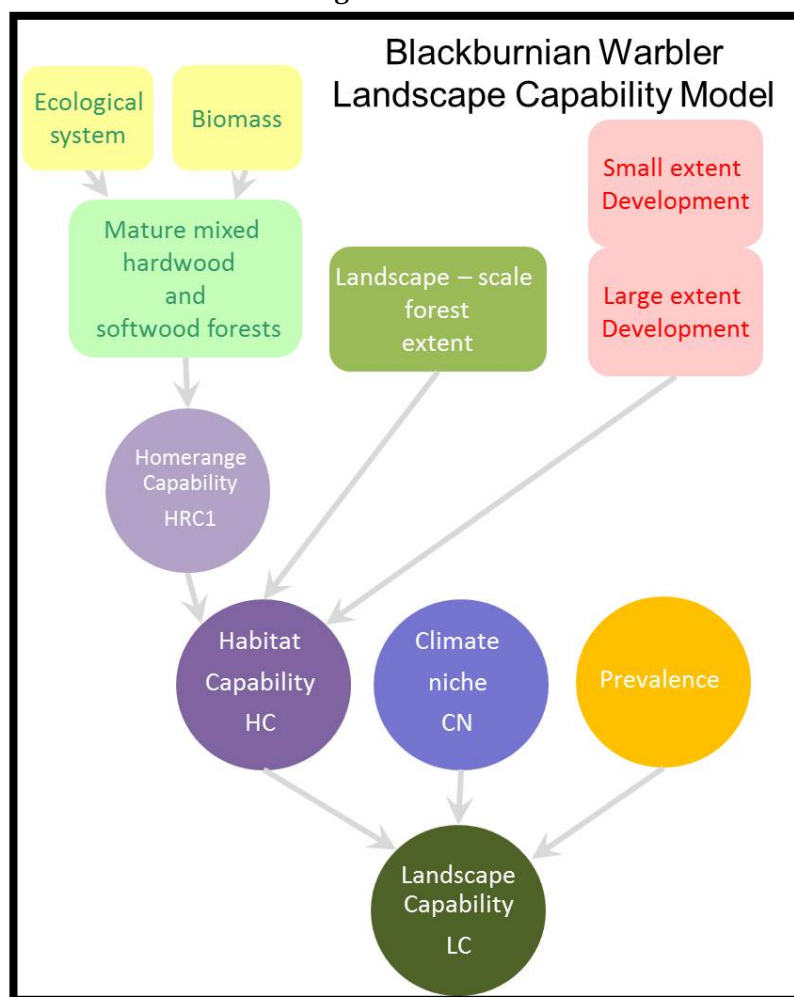 Blackburnian Warbler
Landscape Capability Model
Ecological
system
Biomass
Small extent
Development
Mature mixed
hardwood
and
softwood forests
Landscape – scale
forest
extent
Large extent
Development
Homerange
Capability
HRC1
Habitat
Capability
HC
Climate
niche
CN
Prevalence
Landscape
Capability
LC